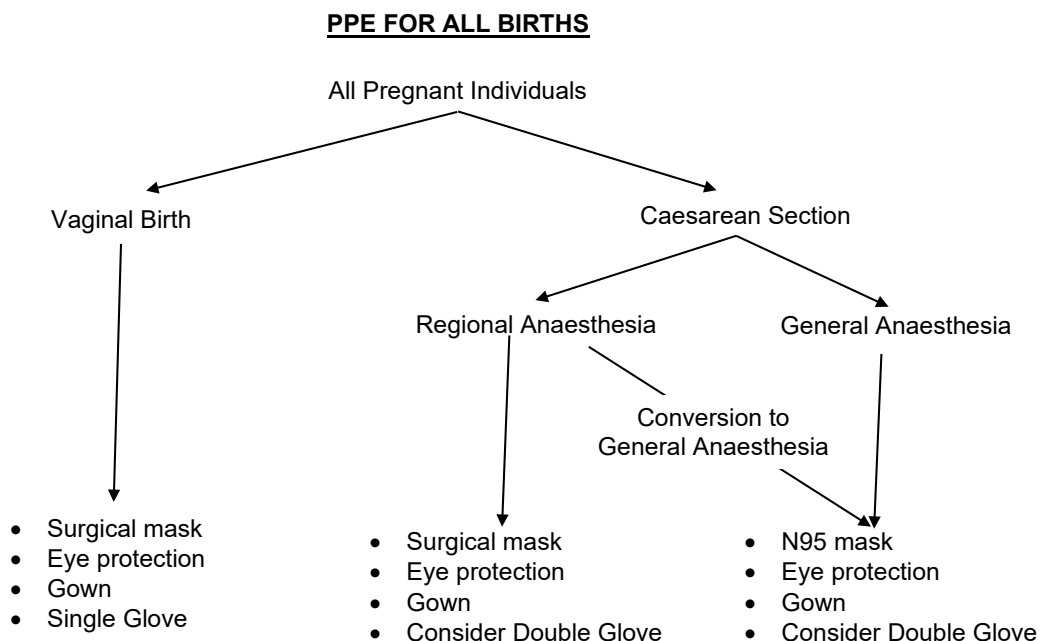 PPE FOR ALL BIRTHS
All Pregnant Individuals
Vaginal Birth
Caesarean Section
Regional Anaesthesia
General Anaesthesia
Conversion to
General Anaesthesia
• Surgical mask
• Eye protection
• Gown
• Single Glove
• Surgical mask
• Eye protection
• Gown
• Consider Double Glove
• N95 mask
• Eye protection
• Gown
• Consider Double Glove